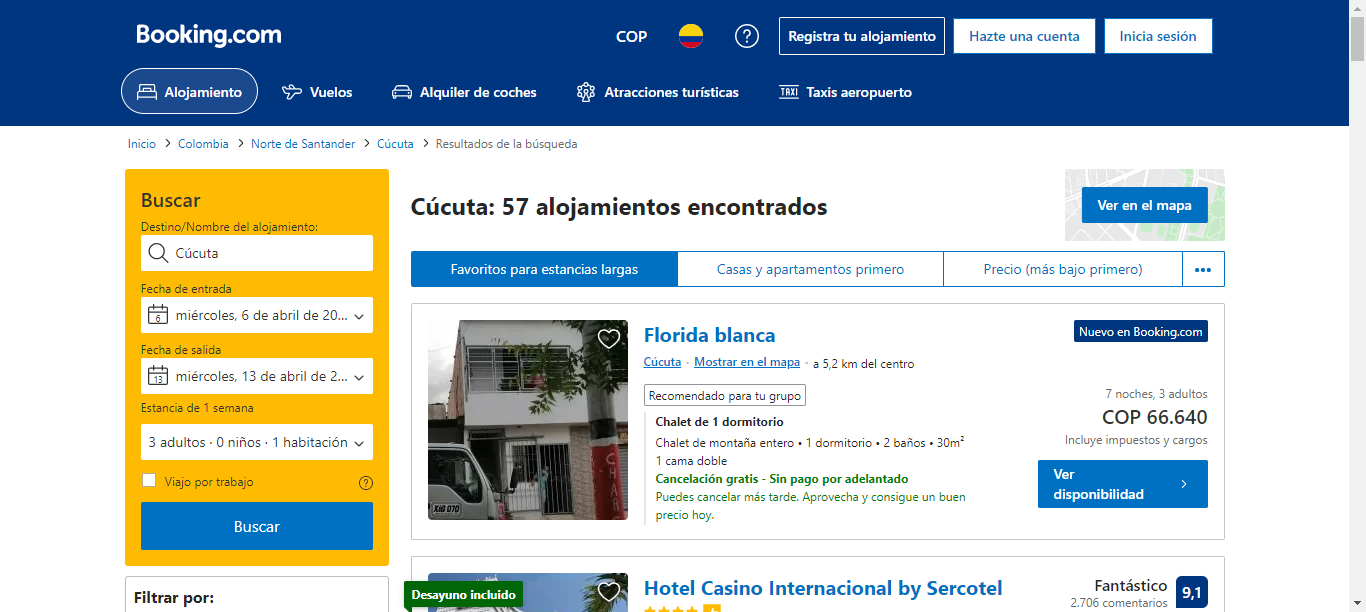 Booking.com
COP
Registra tu alojamiento
Hazte una cuenta
Inicia sesión
Alojamiento
Vuelos
Alquiler de coches
Atracciones turísticas
TAXI
Taxis aeropuerto
Inicio > Colombia > Norte de Santander > Cúcuta > Resultados de la búsqueda
Buscar
Destino/Nombre del alojamiento:
Cúcuta
Fecha de entrada
6
miércoles, 6 de abril de 20...
Fecha de salida
13
miércoles, 13 de abril de 2...
Estancia de 1 semana
3 adultos · 0 niños · 1 habitación
Viajo por trabajo
Buscar
Filtrar por:
Cúcuta: 57 alojamientos encontrados
Ver en el mapa
Favoritos para estancias largas
Casas y apartamentos primero
Precio (más bajo primero)
Florida blanca
Nuevo en Booking.com
Cúcuta · Mostrar en el mapa · a 5,2 km del centro
Recomendado para tu grupo
Chalet de 1 dormitorio
Chalet de montaña entero • 1 dormitorio • 2 baños • 30m²
1 cama doble
Cancelación gratis - Sin pago por adelantado
Puedes cancelar más tarde. Aprovecha y consigue un buen
precio hoy.
7 noches, 3 adultos
COP 66.640
Incluye impuestos y cargos
Ver
disponibilidad
Desayuno incluido
Hotel Casino Internacional by Sercotel
Fantástico
2.706 comentarios
9,1